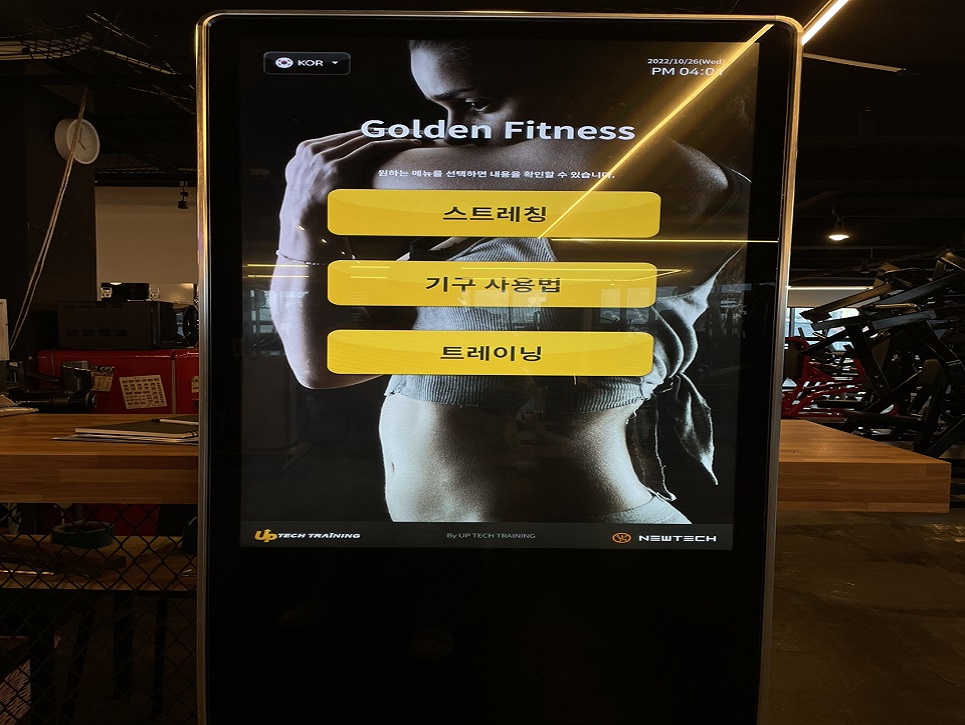 KOR
2022/10/26(Wed)
PM 04:01
Golden Fitness
원하는 메뉴를 선택하면 내용을 확인할 수 있습니다.
스트레칭
기구 사용법
트레이닝
UP TECH TRAINING
By UP TECH TRAINING
NEWTECH